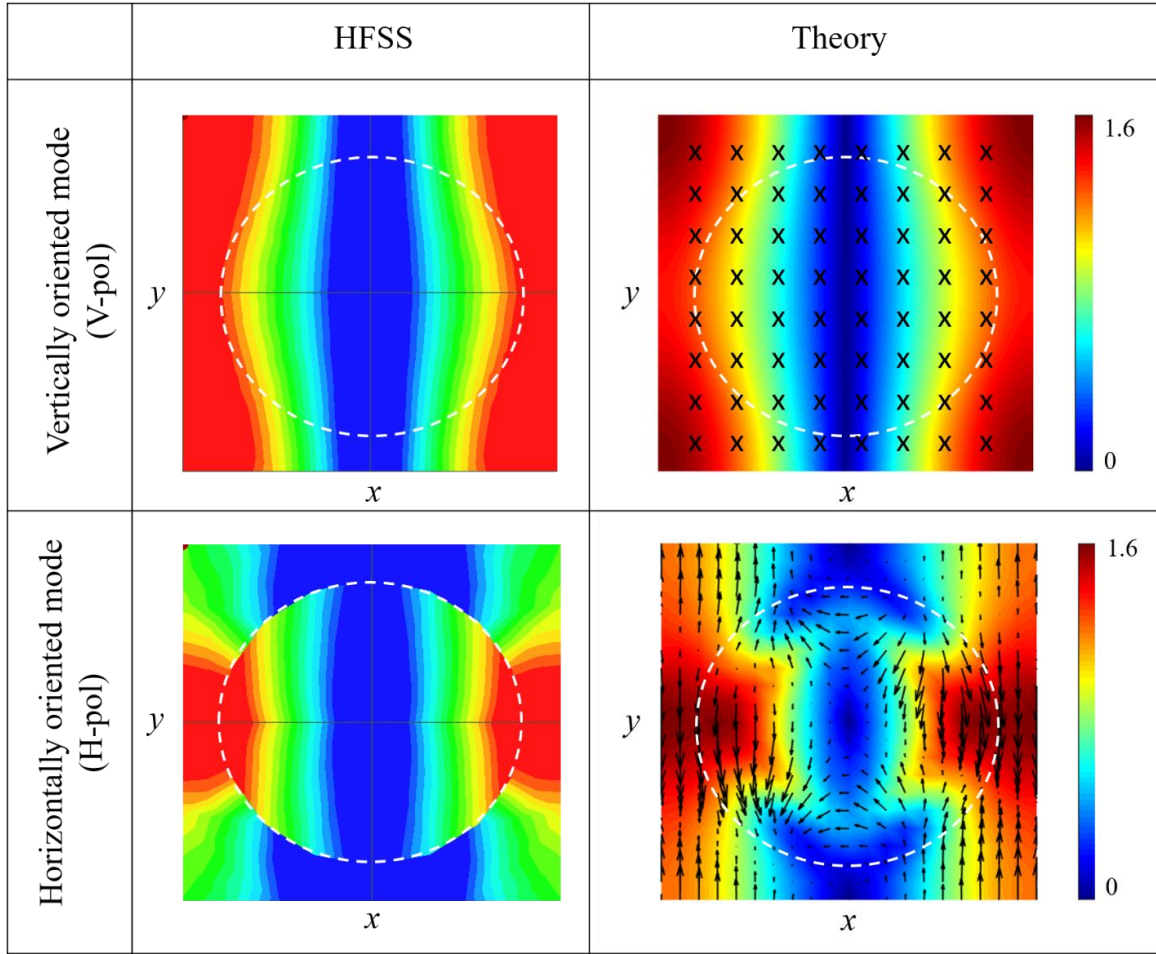 HFSS
Theory
Vertically oriented mode
(V-pol)
y
x
x x x x x x x x
x x x x x x x x
x x x x x x x x
x x x x x x x x
x x x x x x x x
x x x x x x x x
x x x x x x x x
x x x x x x x x
y
x
1.6
0
Horizontally oriented mode
(H-pol)
y
x
y
x
1.6
0